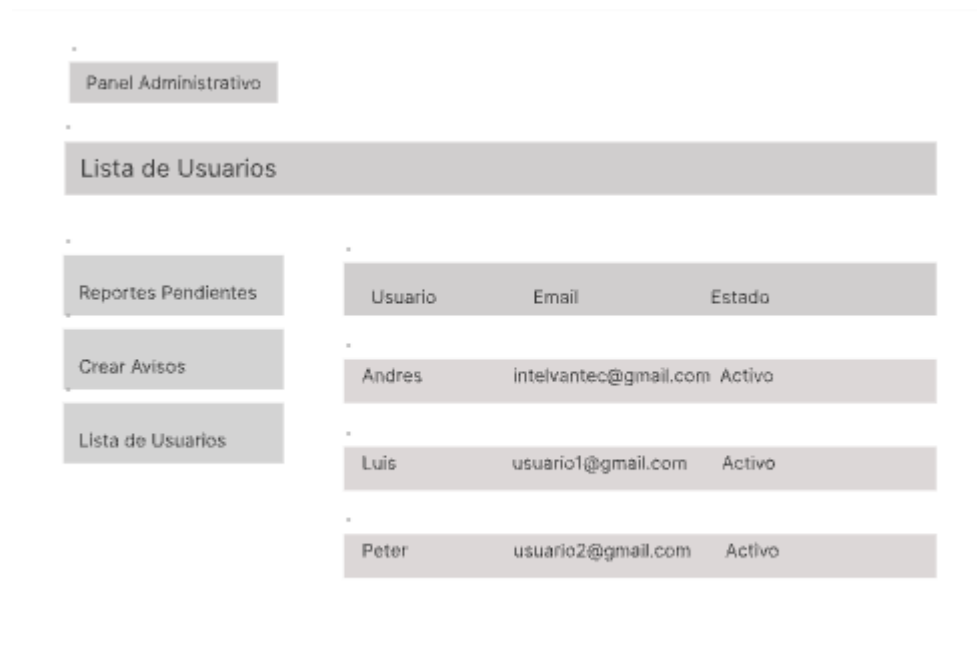 Panel Administrativo
Lista de Usuarios
Reportes Pendientes
Crear Avisos
Lista de Usuarios
Usuario Email Estado
Andres intelvantec@gmail.com Activo
Luis usuario1@gmail.com Activo
Peter usuario2@gmail.com Activo